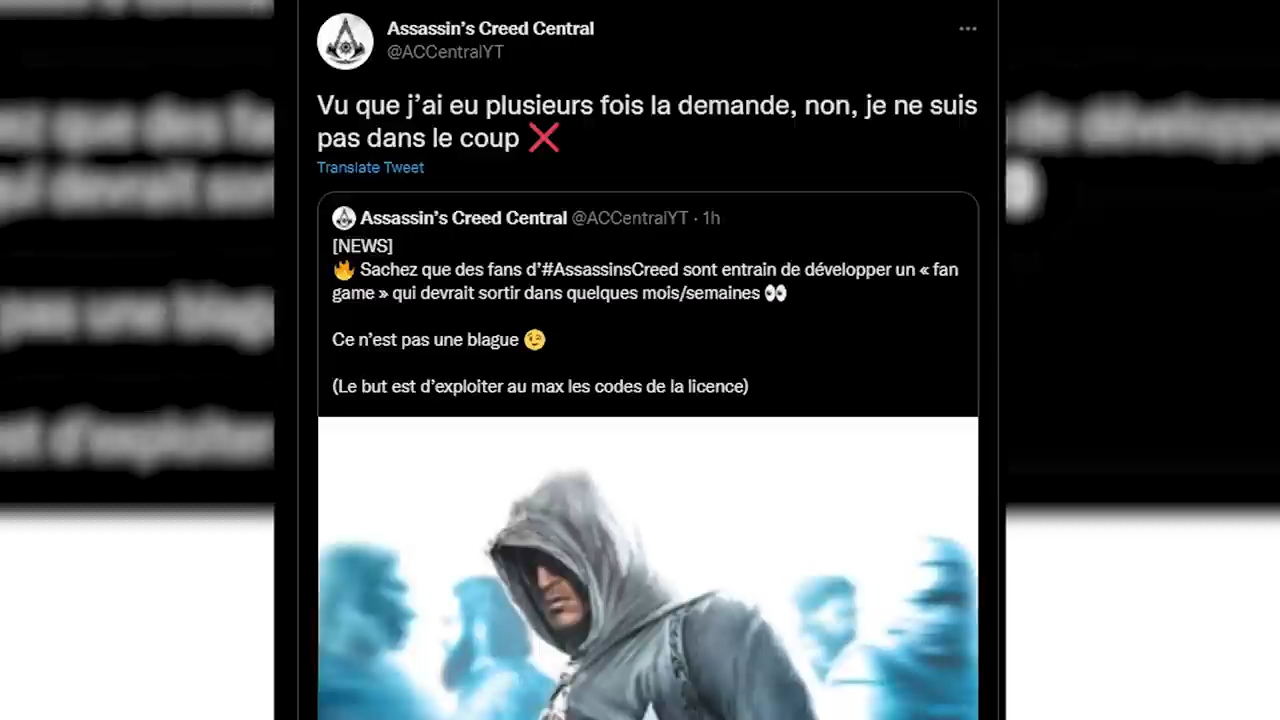 Assassin's Creed Central
@ACCentralYT
Vu que j'ai eu plusieurs fois la demande, non, je ne suis
pas dans le coup ❌
Translate Tweet
Assassin's Creed Central @ACCentralYT · 1h
[NEWS]
🔥 Sachez que des fans d'#AssassinsCreed sont entrain de développer un « fan
game » qui devrait sortir dans quelques mois/semaines 👀
Ce n'est pas une blague 😉
(Le but est d'exploiter au max les codes de la licence)